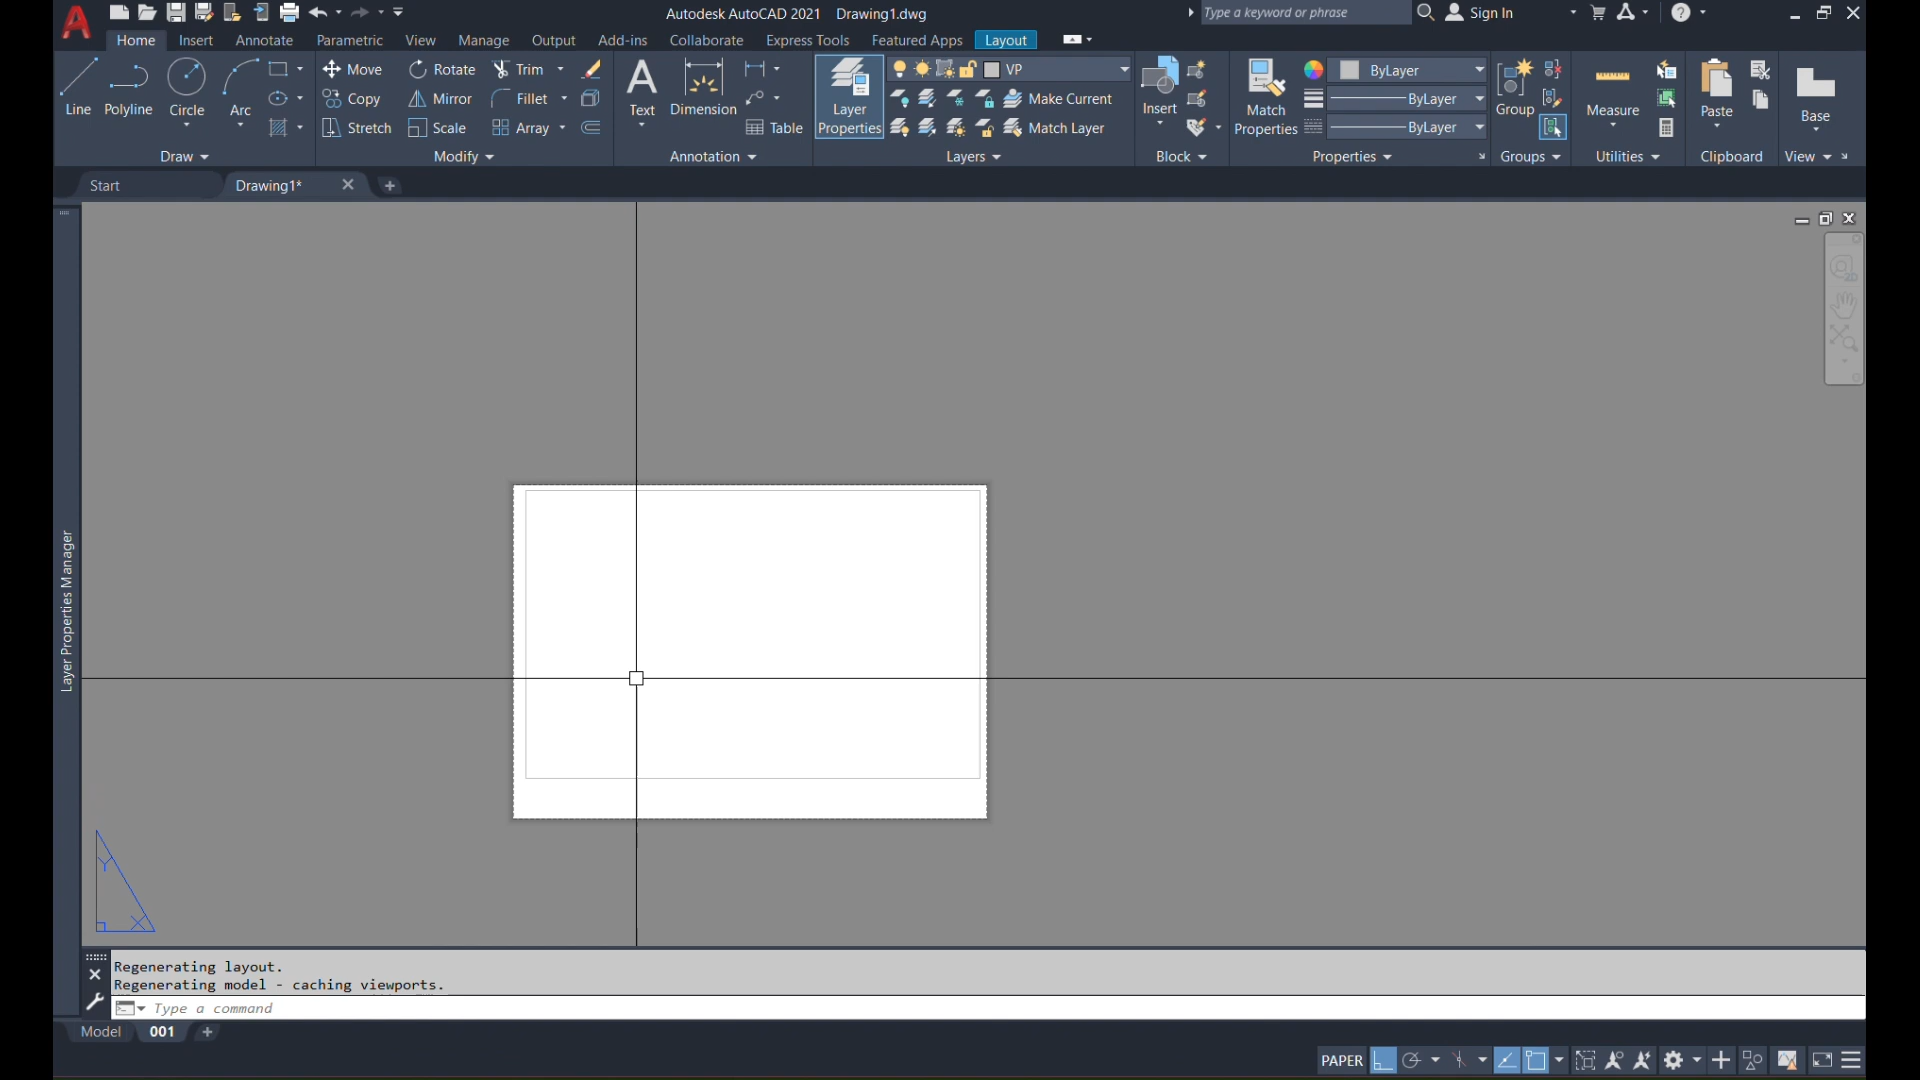 Autodesk AutoCAD 2021 Drawing1.dwg
Type a keyword or phrase
Sign In
Home Insert Annotate Parametric View Manage Output Add-ins Collaborate Express Tools Featured Apps Layout
Line
Polyline
Circle
Arc
Draw
Move
Rotate
Trim
Copy
Mirror
Fillet
Stretch
Scale
Array
Modify
Text
Dimension
Table
Annotation
Layer
Properties
VP
Make Current
Match Layer
Layers
Insert
Block
Match
Properties
ByLayer
ByLayer
ByLayer
Properties
Group
Groups
Measure
Utilities
Paste
Clipboard
Base
View
Start
Drawing1*
Layer Properties Manager
2D
Y
X
Regenerating layout.
Regenerating model - caching viewports.
Type a command
Model 001
PAPER